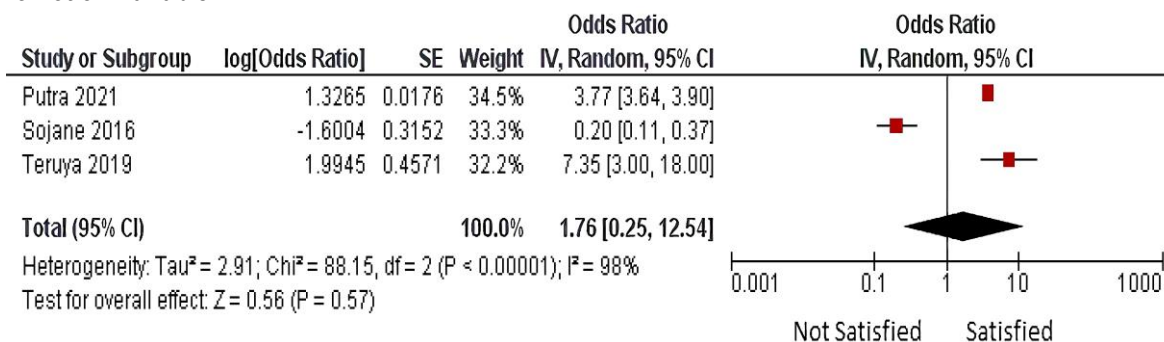 Odds Ratio Odds Ratio
Study or Subgroup log[Odds Ratio] SE Weight IV, Random, 95% CI IV, Random, 95% CI
Putra 2021 1.3265 0.0176 34.5% 3.77 [3.64, 3.90]
Sojane 2016 -1.6004 0.3152 33.3% 0.20 [0.11, 0.37]
Teruya 2019 1.9945 0.4571 32.2% 7.35 [3.00, 18.00]
Total (95% CI) 100.0% 1.76 [0.25, 12.54]
Heterogeneity: Tau² = 2.91; Chi² = 88.15, df = 2 (P < 0.00001); I² = 98%
Test for overall effect: Z = 0.56 (P = 0.57)
0.001 0.1 1 10 1000
Not Satisfied Satisfied